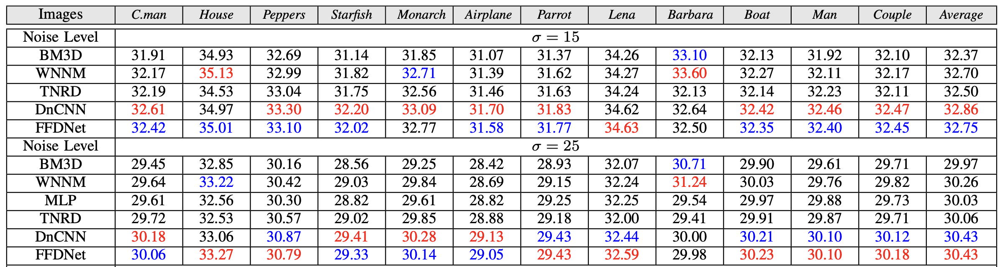 Images C.man House Peppers Starfish Monarch Airplane Parrot Lena Barbara Boat Man Couple Average
Noise Level σ = 15
BM3D 31.91 34.93 32.69 31.14 31.85 31.07 31.37 34.26 33.10 32.13 31.92 32.10 32.37
WNNM 32.17 35.13 32.99 31.82 32.71 31.39 31.62 34.27 33.60 32.27 32.11 32.17 32.70
TNRD 32.19 34.53 33.04 31.75 32.56 31.46 31.63 34.24 32.13 32.14 32.23 32.11 32.50
DnCNN 32.61 34.97 33.30 32.20 33.09 31.70 31.83 34.62 32.64 32.42 32.46 32.47 32.86
FFDNet 32.42 35.01 33.10 32.02 32.77 31.58 31.77 34.63 32.50 32.35 32.40 32.45 32.75
Noise Level σ = 25
BM3D 29.45 32.85 30.16 28.56 29.25 28.42 28.93 32.07 30.71 29.90 29.61 29.71 29.97
WNNM 29.64 33.22 30.42 29.03 29.84 28.69 29.15 32.24 31.24 30.03 29.76 29.82 30.26
MLP 29.61 32.56 30.30 28.82 29.61 28.82 29.25 32.25 29.54 29.97 29.88 29.73 30.03
TNRD 29.72 32.53 30.57 29.02 29.85 28.88 29.18 32.00 29.41 29.91 29.87 29.71 30.06
DnCNN 30.18 33.06 30.87 29.41 30.28 29.13 29.43 32.44 30.00 30.21 30.10 30.12 30.43
FFDNet 30.06 33.27 30.79 29.33 30.14 29.05 29.43 32.59 29.98 30.23 30.10 30.18 30.43